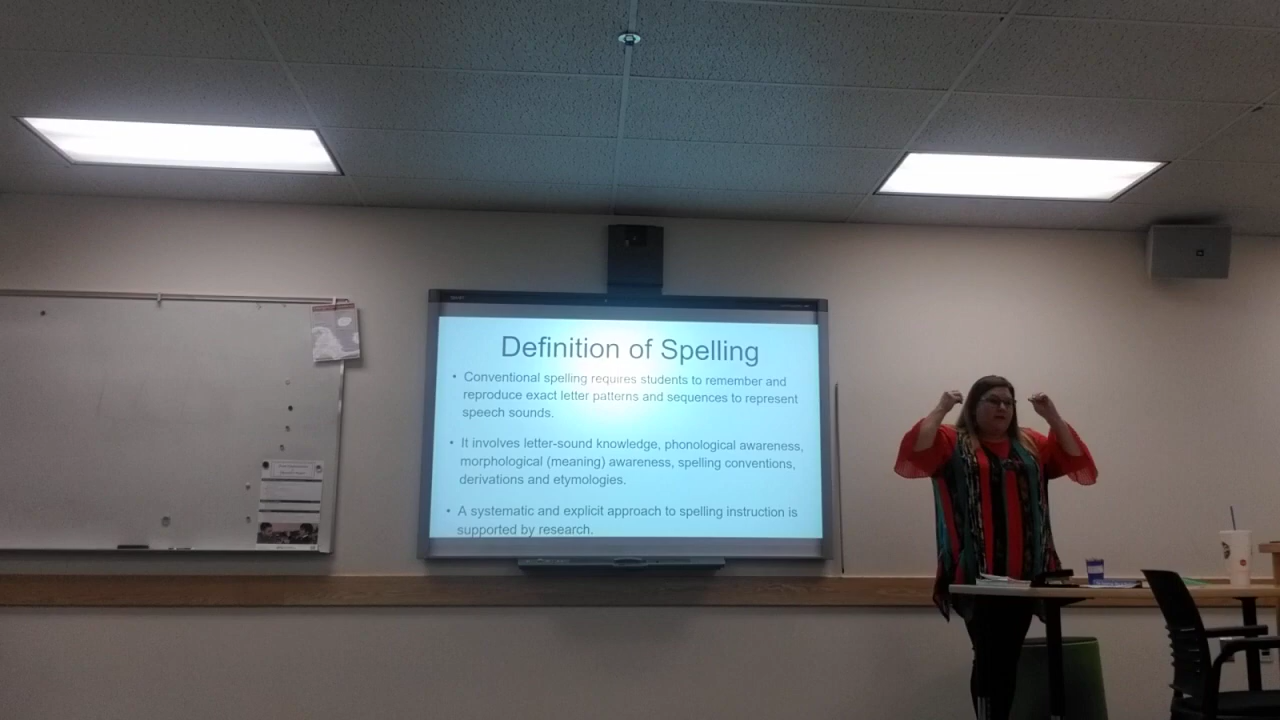 Definition of Spelling
• Conventional spelling requires students to remember and
reproduce exact letter patterns and sequences to represent
speech sounds.
• It involves letter-sound knowledge, phonological awareness,
morphological (meaning) awareness, spelling conventions,
derivations and etymologies.
• A systematic and explicit approach to spelling instruction is
supported by research.